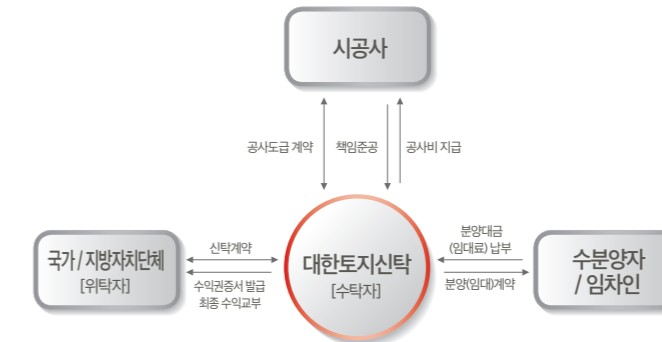 시공사
공사도급 계약
책임준공
공사비 지급
국가 / 지방자치단체
[위탁자]
신탁계약
수익권증서 발급
최종 수익교부
대한토지신탁
[수탁자]
분양대금
(임대료) 납부
분양(임대)계약
수분양자
/ 임차인